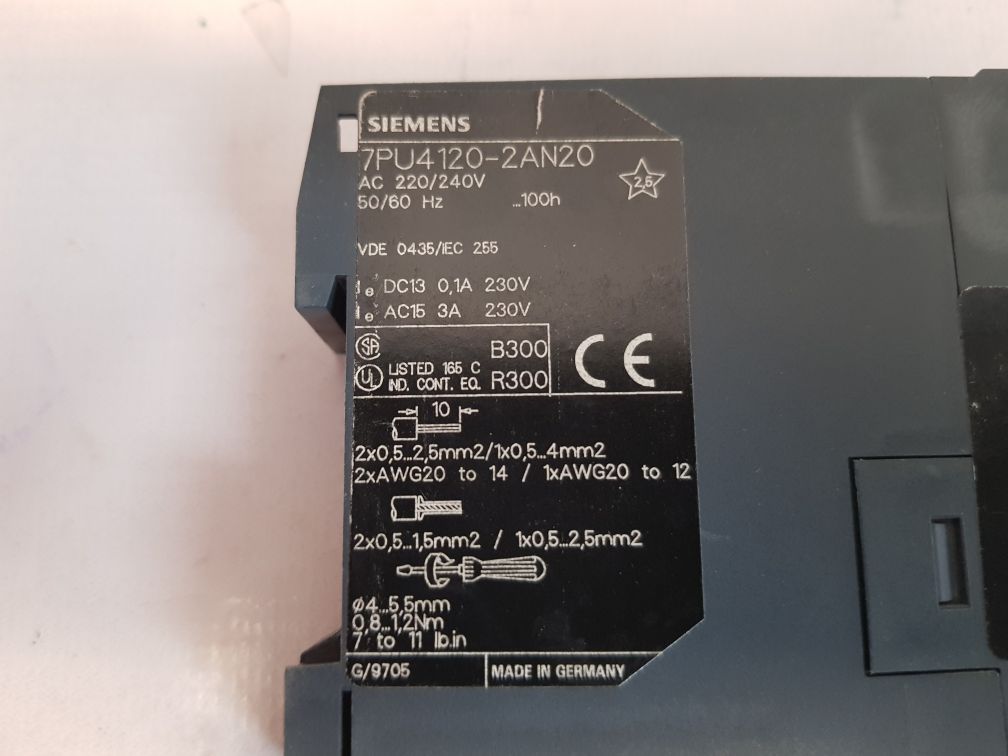 SIEMENS
7PU4120-2AN20
AC 220/240V
50/60 Hz ...100h
2,5
VDE 0435/IEC 255
Ie DC13 0,1A 230V
Ie AC15 3A 230V
SA B300
UL LISTED 165 C
IND. CONT. EQ. R300
CE
10
2x0,5...2,5mm2/1x0,5...4mm2
2xAWG20 to 14 / 1xAWG20 to 12
2x0,5...1,5mm2 / 1x0,5...2,5mm2
Ø4...5,5mm
0,8...1,2Nm
7 to 11 lb.in
G/9705 MADE IN GERMANY